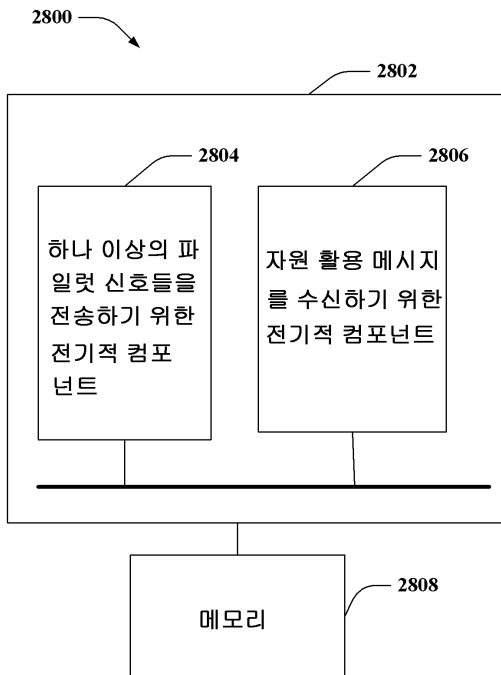 2800
2802
2804
2806
하나 이상의 파
일럿 신호들을
전송하기 위한
전기적 컴포
넌트
자원 활용 메시지
를 수신하기 위한
전기적 컴포넌트
2808
메모리